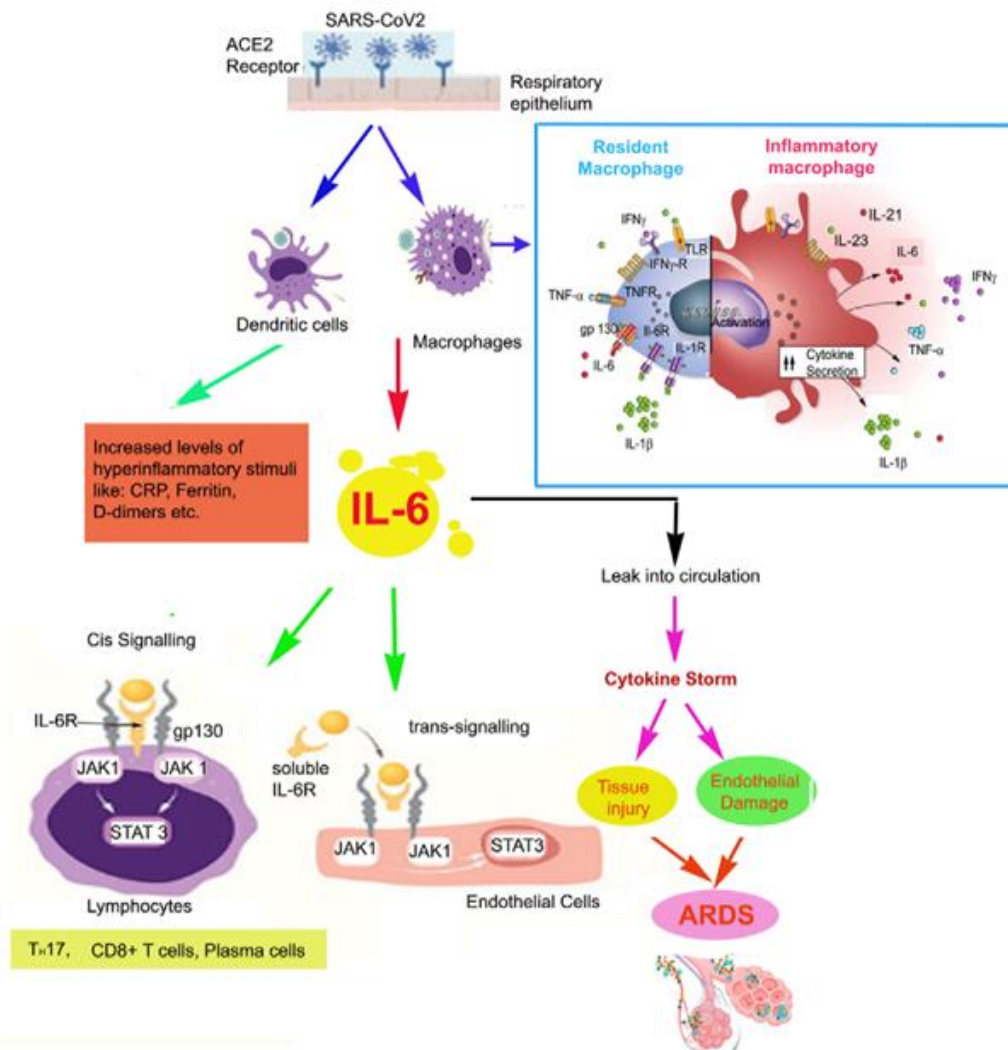 SARS-CoV2
ACE2
Receptor
Respiratory
epithelium
Dendritic cells
Macrophages
Resident
Macrophage
Inflammatory
macrophage
IFNγ
TLR
IFNγ-R
TNF-α
TNFR
gp 130
Il-6R
IL-1R
IL-6
IL-1β
Activation
IL-21
IL-23
IL-6
IFNγ
TNF-α
Cytokine
Secretion
IL-1β
Increased levels of
hyperinflammatory stimuli
like: CRP, Ferritin,
D-dimers etc.
IL-6
Leak into circulation
Cytokine Storm
Tissue
injury
Endothelial
Damage
ARDS
Cis Signalling
IL-6R
gp130
JAK1
JAK 1
STAT 3
Lymphocytes
TH17, CD8+ T cells, Plasma cells
trans-signalling
soluble
IL-6R
JAK1
JAK1
STAT3
Endothelial Cells